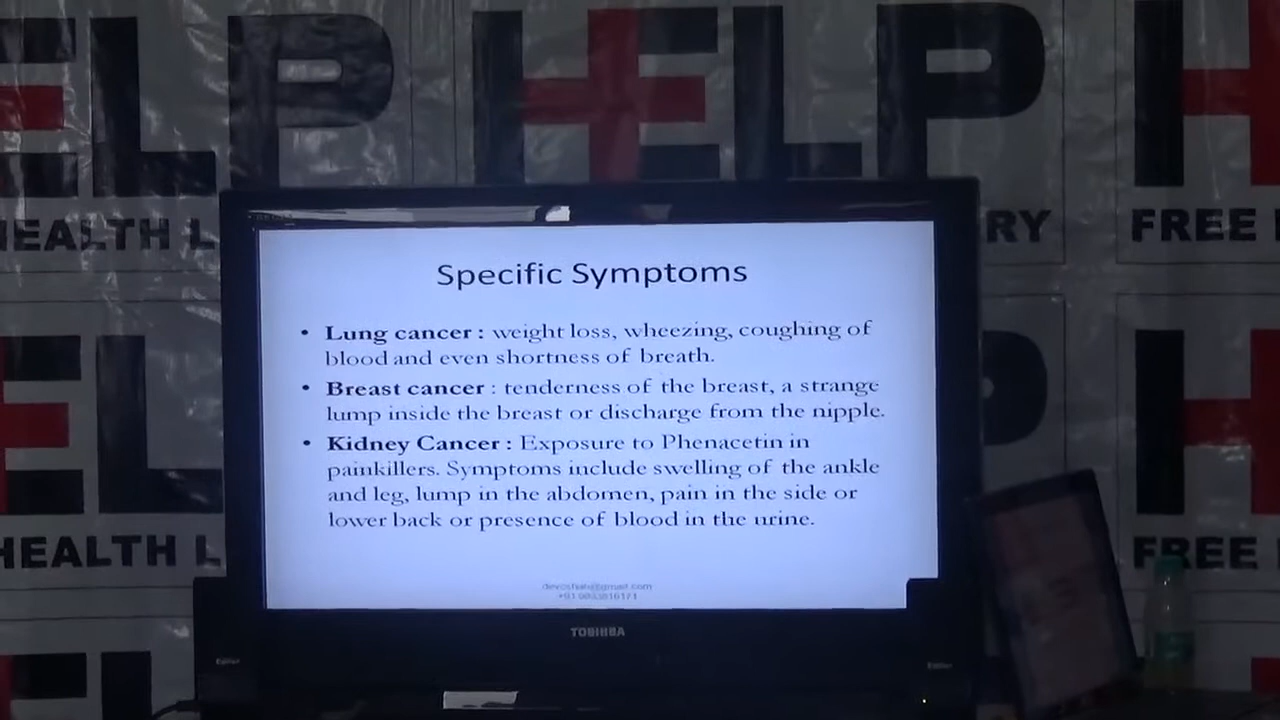 HELP
HELP
H
HEALTH L
RY
FREE
Specific Symptoms
• Lung cancer : weight loss, wheezing, coughing of
blood and even shortness of breath.
• Breast cancer : tenderness of the breast, a strange
lump inside the breast or discharge from the nipple.
• Kidney Cancer : Exposure to Phenacetin in
painkillers. Symptoms include swelling of the ankle
and leg, lump in the abdomen, pain in the side or
lower back or presence of blood in the urine.
TOSHIBA
HEALTH L
FREE